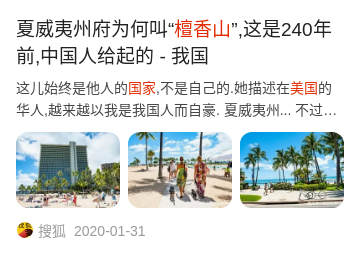 夏威夷州府为何叫“檀香山”,这是240年
前,中国人给起的 - 我国
这儿始终是他人的国家,不是自己的.她描述在美国的
华人,越来越以我是我国人而自豪. 夏威夷州... 不过…
搜狐 2020-01-31